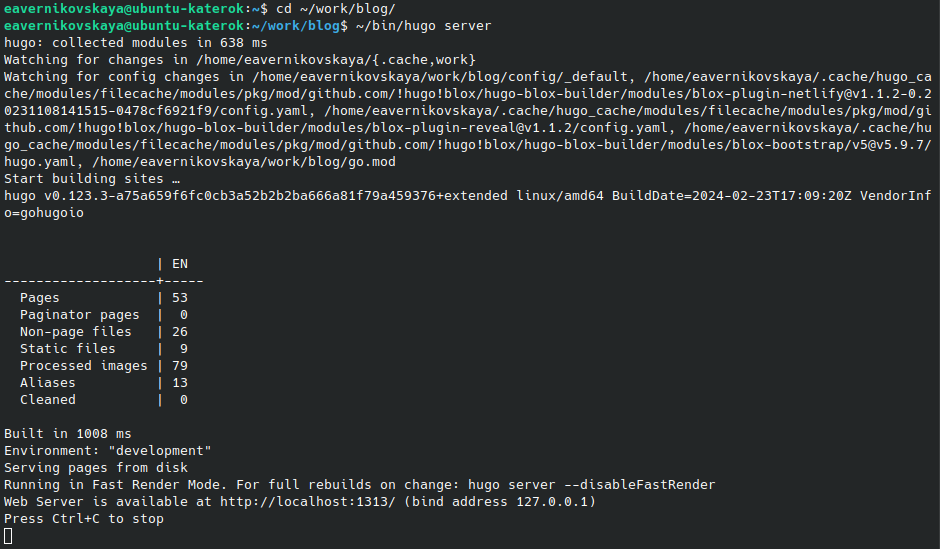 eavernikovskaya@ubuntu-katerok:~$ cd ~/work/blog/
eavernikovskaya@ubuntu-katerok:~/work/blog$ ~/bin/hugo server
hugo: collected modules in 638 ms
Watching for changes in /home/eavernikovskaya/{.cache,work}
Watching for config changes in /home/eavernikovskaya/work/blog/config/_default, /home/eavernikovskaya/.cache/hugo_ca
che/modules/filecache/modules/pkg/mod/github.com/!hugo!blox/hugo-blox-builder/modules/blox-plugin-netlify@v1.1.2-0.2
0231108141515-0478cf6921f9/config.yaml, /home/eavernikovskaya/.cache/hugo_cache/modules/filecache/modules/pkg/mod/gi
thub.com/!hugo!blox/hugo-blox-builder/modules/blox-plugin-reveal@v1.1.2/config.yaml, /home/eavernikovskaya/.cache/hu
go_cache/modules/filecache/modules/pkg/mod/github.com/!hugo!blox/hugo-blox-builder/modules/blox-bootstrap/v5@v5.9.7/
hugo.yaml, /home/eavernikovskaya/work/blog/go.mod
Start building sites …
hugo v0.123.3-a75a659f6fc0cb3a52b2b2ba666a81f79a459376+extended linux/amd64 BuildDate=2024-02-23T17:09:20Z VendorInf
o=gohugoio
                   | EN
-------------------+-----
  Pages            | 53
  Paginator pages  |  0
  Non-page files   | 26
  Static files     |  9
  Processed images | 79
  Aliases          | 13
  Cleaned          |  0
Built in 1008 ms
Environment: "development"
Serving pages from disk
Running in Fast Render Mode. For full rebuilds on change: hugo server --disableFastRender
Web Server is available at http://localhost:1313/ (bind address 127.0.0.1)
Press Ctrl+C to stop